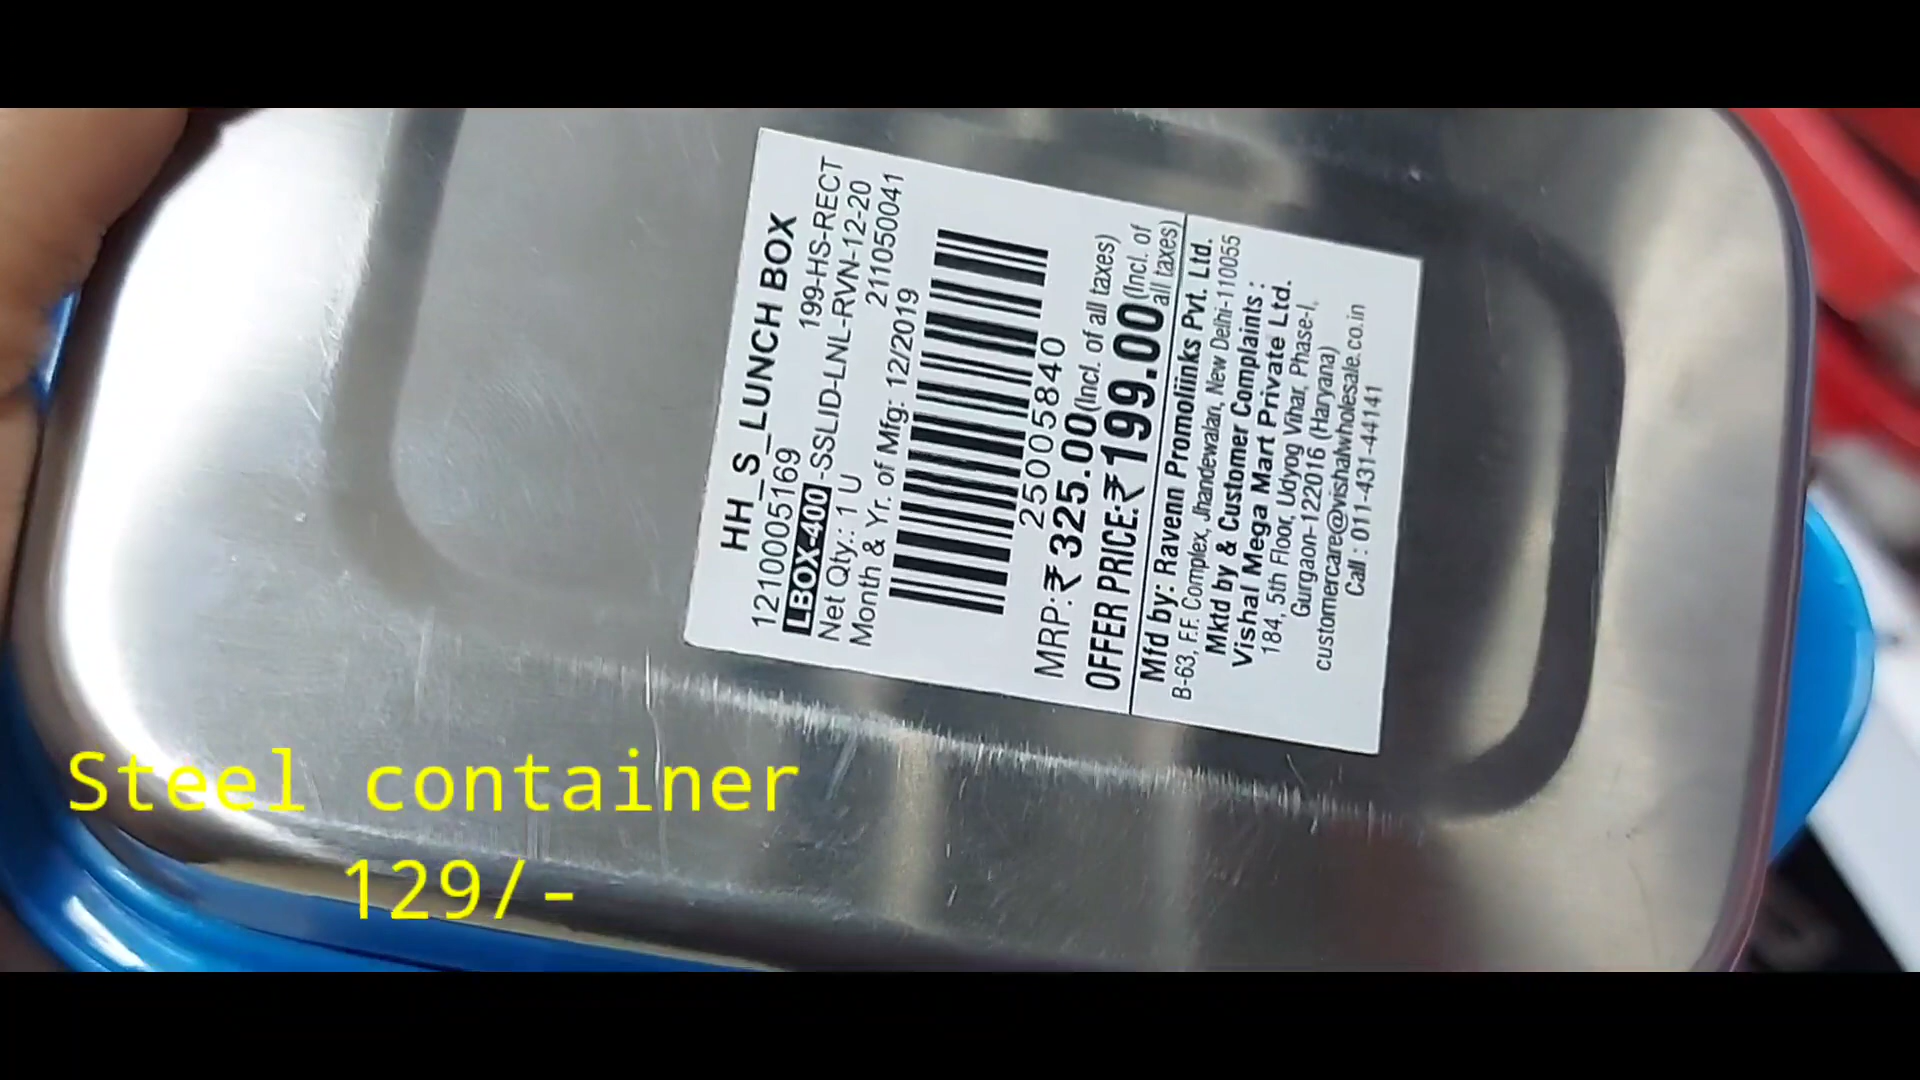 HH_S_LUNCH BOX
1210005169 199-HS-RECT
LBOX-400-SSLID-LNL-RVN-12-20
Net Qty.: 1 U 211050041
Month & Yr. of Mfg: 12/2019
25005840
MRP:₹325.00(Incl. of all taxes)
OFFER PRICE:₹199.00(Incl. of all taxes)
Mfd by: Ravenn Promoliinks Pvt. Ltd.
B-63, F.F. Complex, Jhandewalan, New Delhi-110055
Mktd by & Customer Complaints :
Vishal Mega Mart Private Ltd.
184, 5th Floor, Udyog Vihar, Phase-I,
Gurgaon-122016 (Haryana)
customercare@vishalwholesale.co.in
Call : 011-431-44141
Steel container
129/-